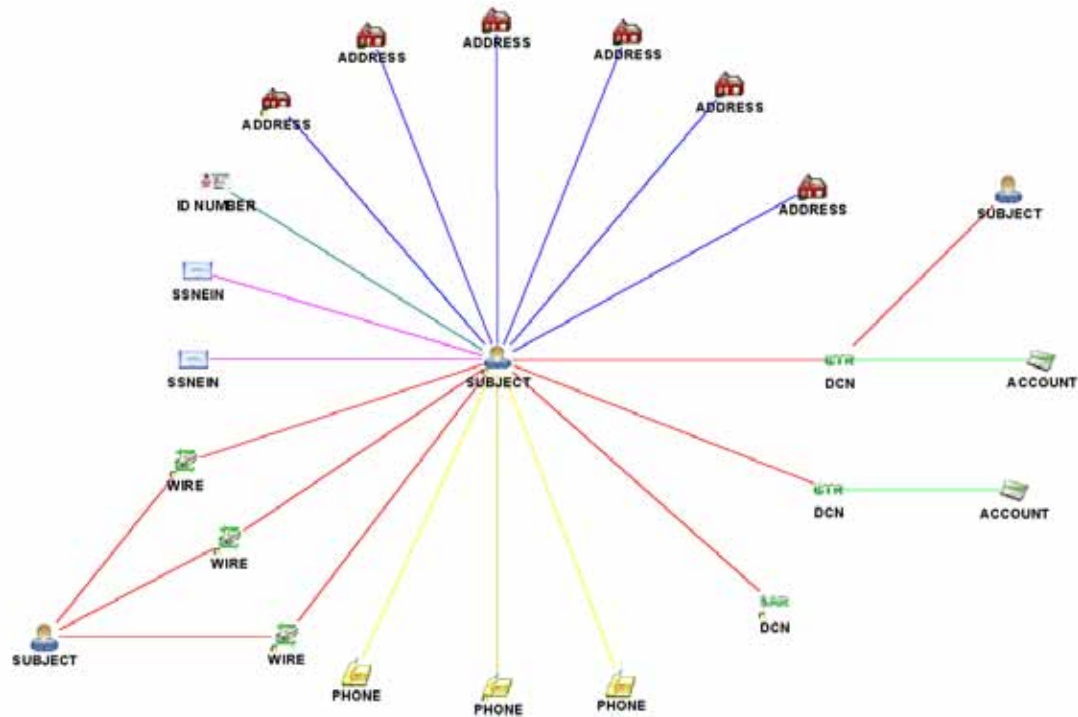 ADDRESS
ADDRESS
ADDRESS
ADDRESS
ADDRESS
ADDRESS
ID NUMBER
SUBJECT
SSNEIN
SSNEIN
SUBJECT
CTR
DCN
ACCOUNT
WIRE
CTR
DCN
ACCOUNT
WIRE
SAR
DCN
SUBJECT
WIRE
PHONE
PHONE
PHONE